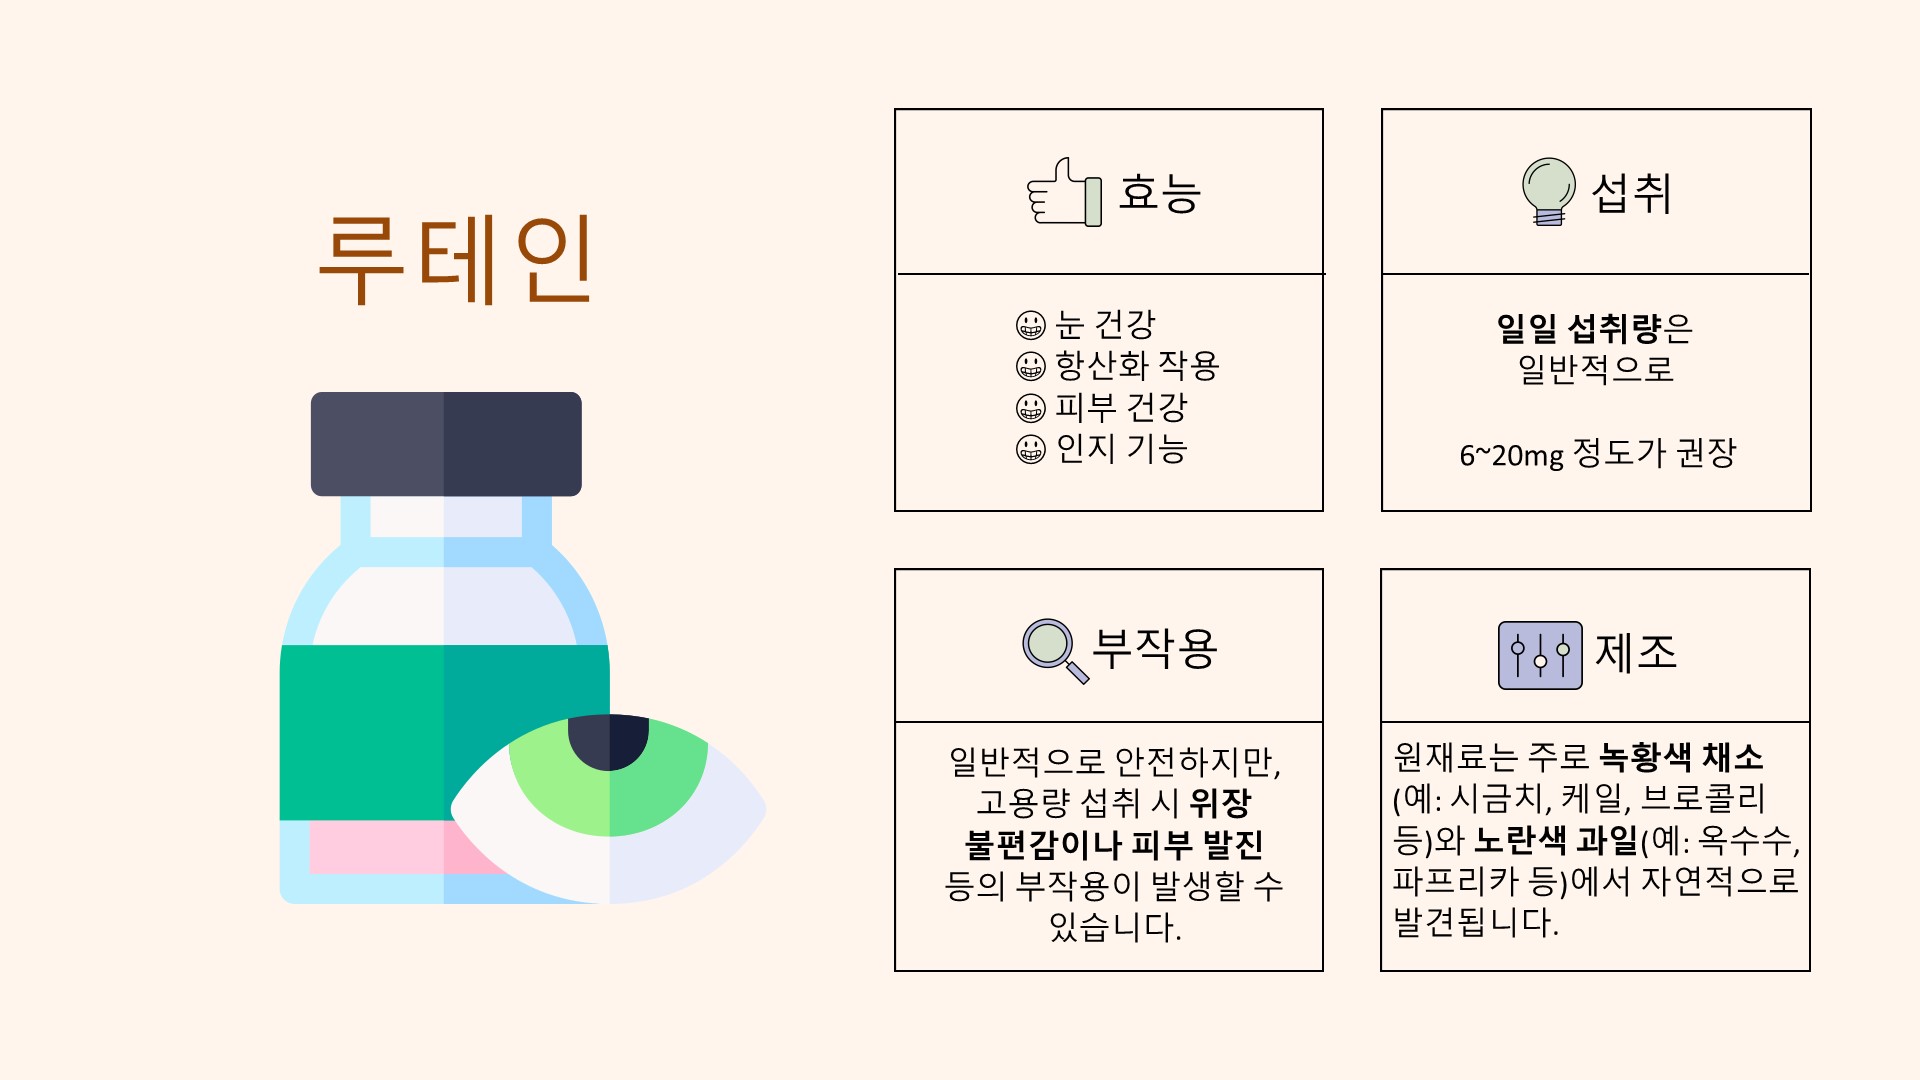 루테인
효능
눈 건강
항산화 작용
피부 건강
인지 기능
섭취
일일 섭취량은
일반적으로
6~20mg 정도가 권장
부작용
일반적으로 안전하지만,
고용량 섭취 시 위장
불편감이나 피부 발진
등의 부작용이 발생할 수
있습니다.
제조
원재료는 주로 녹황색 채소
(예: 시금치, 케일, 브로콜리
등)와 노란색 과일(예: 옥수수,
파프리카 등)에서 자연적으로
발견됩니다.